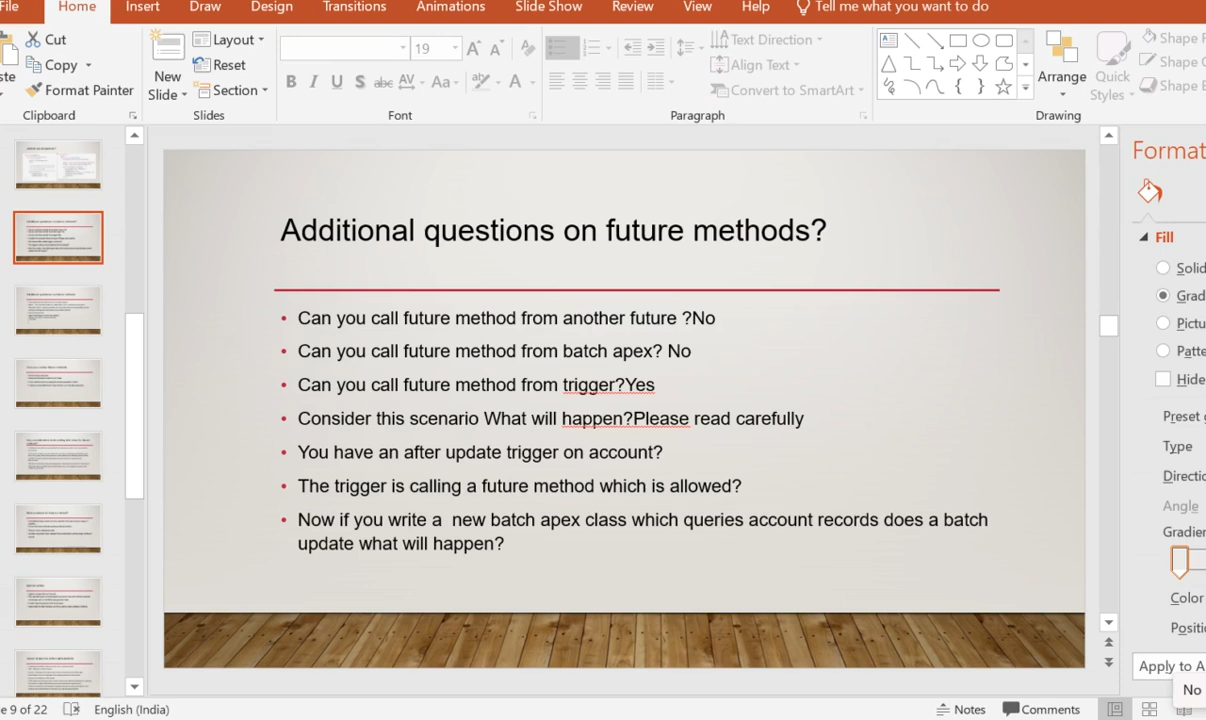 File Home Insert Draw Design Transitions Animations Slide Show Review View Help Tell me what you want to do
Cut
Copy
Format Painter
Clipboard
New
Slide
Layout
Reset
Section
Slides
19
B I U S abc AV Aa A
Font
Text Direction
Align Text
Convert to SmartArt
Paragraph
Arrange
Quick
Styles
Shape
Shape
Shape
Drawing
Additional questions on future methods?
• Can you call future method from another future ?No
• Can you call future method from batch apex? No
• Can you call future method from trigger?Yes
• Consider this scenario What will happen?Please read carefully
• You have an after update trigger on account?
• The trigger is calling a future method which is allowed?
• Now if you write a  new batch apex class which queries account records does a batch
update what will happen?
Format
Fill
Solid
Grad
Pictu
Patte
Hide
Preset
Type
Directi
Angle
Gradie
Color
Positi
Apply to A
No
9 of 22 English (India) Notes Comments